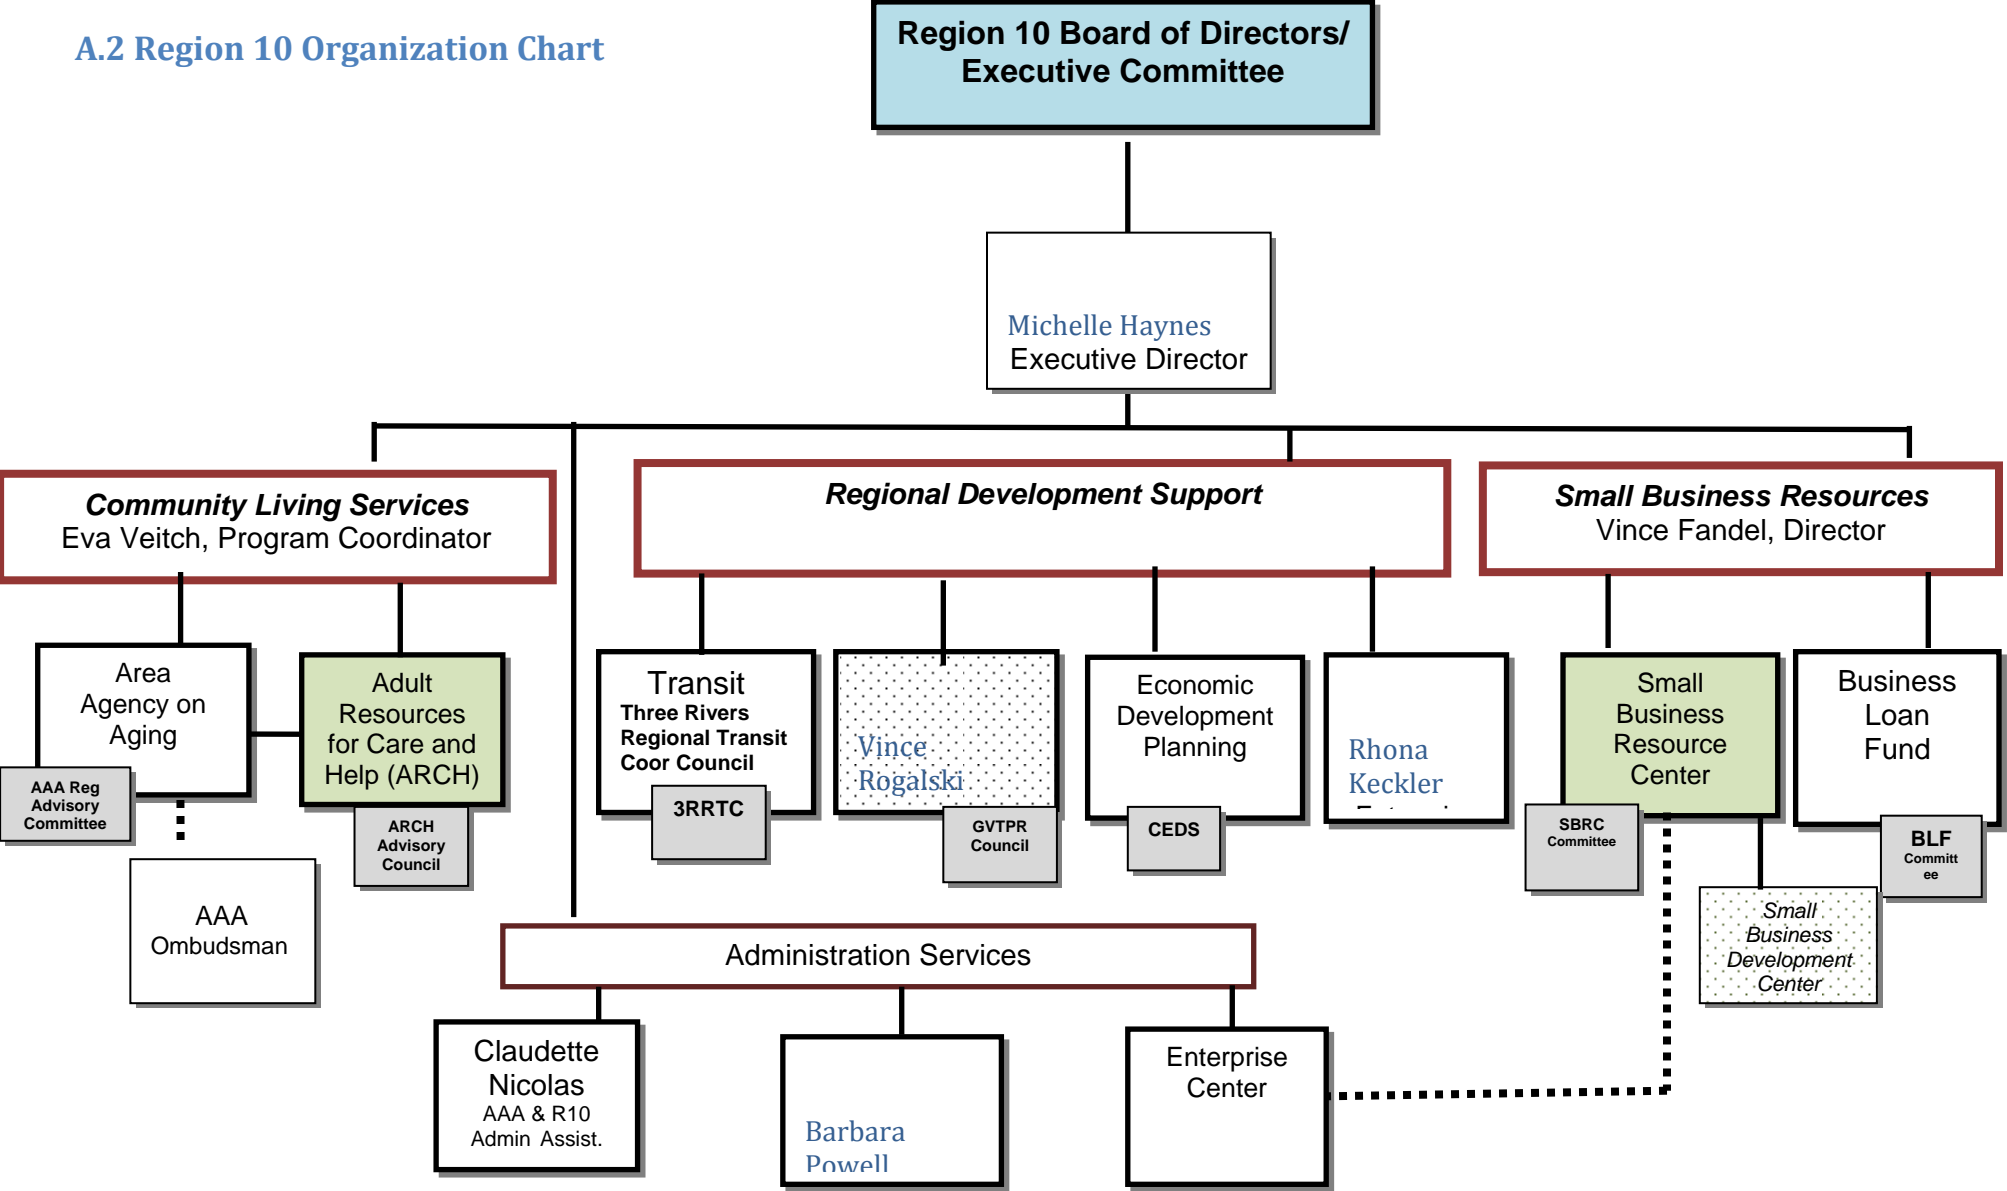 A.2 Region 10 Organization Chart
Region 10 Board of Directors/
Executive Committee
Michelle Haynes
Executive Director
Community Living Services
Eva Veitch, Program Coordinator
Regional Development Support
Small Business Resources
Vince Fandel, Director
Area
Agency on
Aging
AAA Reg
Advisory
Committee
AAA
Ombudsman
Adult
Resources
for Care and
Help (ARCH)
ARCH
Advisory
Council
Transit
Three Rivers
Regional Transit
Coor Council
3RRTC
Vince
Rogalski
GVTPR
Council
Economic
Development
Planning
CEDS
Rhona
Keckler
Small
Business
Resource
Center
SBRC
Committee
Small
Business
Development
Center
Business
Loan
Fund
BLF
Committ
ee
Administration Services
Claudette
Nicolas
AAA & R10
Admin Assist.
Barbara
Powell
Enterprise
Center